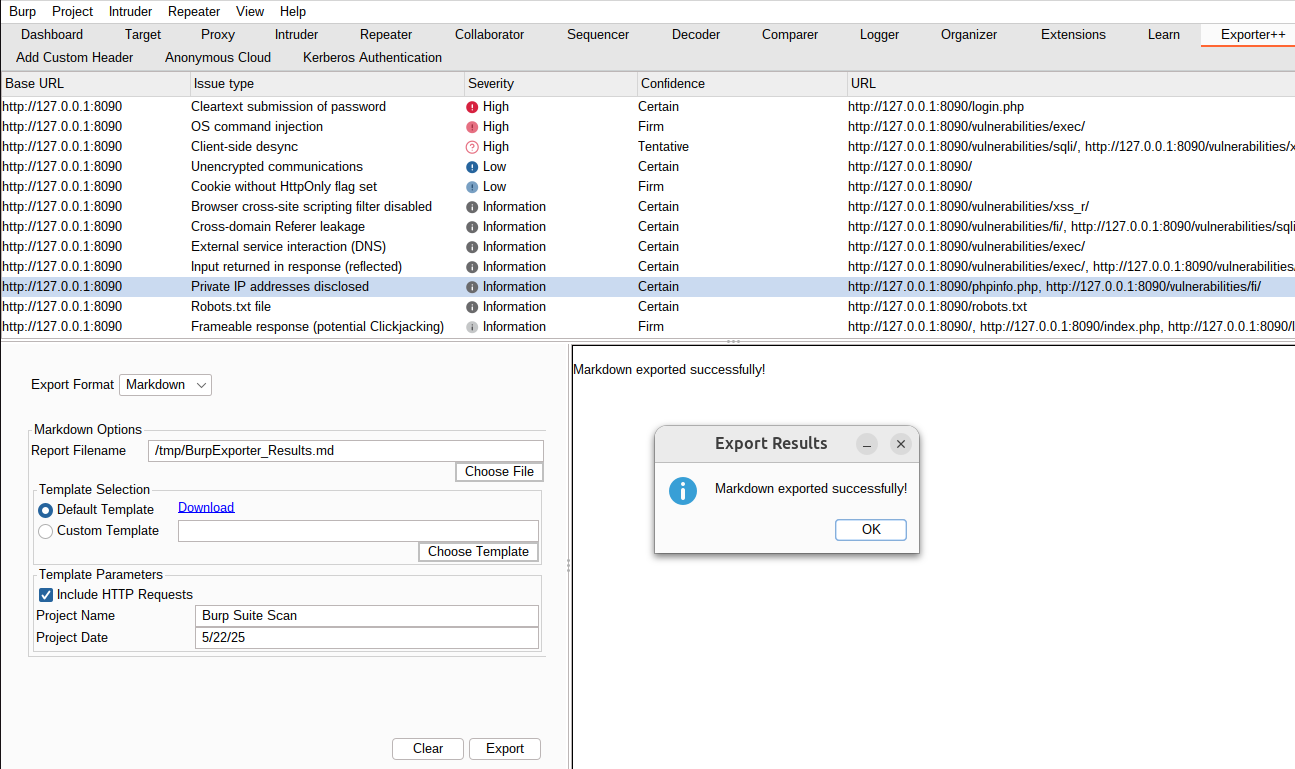 Burp Project Intruder Repeater View Help
Dashboard Target Proxy Intruder Repeater Collaborator Sequencer Decoder Comparer Logger Organizer Extensions Learn Exporter++
Add Custom Header Anonymous Cloud Kerberos Authentication
Base URL Issue type Severity Confidence URL
http://127.0.0.1:8090 Cleartext submission of password High Certain http://127.0.0.1:8090/login.php
http://127.0.0.1:8090 OS command injection High Firm http://127.0.0.1:8090/vulnerabilities/exec/
http://127.0.0.1:8090 Client-side desync High Tentative http://127.0.0.1:8090/vulnerabilities/sqli/, http://127.0.0.1:8090/vulnerabilities/x
http://127.0.0.1:8090 Unencrypted communications Low Certain http://127.0.0.1:8090/
http://127.0.0.1:8090 Cookie without HttpOnly flag set Low Firm http://127.0.0.1:8090/
http://127.0.0.1:8090 Browser cross-site scripting filter disabled Information Certain http://127.0.0.1:8090/vulnerabilities/xss_r/
http://127.0.0.1:8090 Cross-domain Referer leakage Information Certain http://127.0.0.1:8090/vulnerabilities/fi/, http://127.0.0.1:8090/vulnerabilities/sqli
http://127.0.0.1:8090 External service interaction (DNS) Information Certain http://127.0.0.1:8090/vulnerabilities/exec/
http://127.0.0.1:8090 Input returned in response (reflected) Information Certain http://127.0.0.1:8090/vulnerabilities/exec/, http://127.0.0.1:8090/vulnerabilities/
http://127.0.0.1:8090 Private IP addresses disclosed Information Certain http://127.0.0.1:8090/phpinfo.php, http://127.0.0.1:8090/vulnerabilities/fi/
http://127.0.0.1:8090 Robots.txt file Information Certain http://127.0.0.1:8090/robots.txt
http://127.0.0.1:8090 Frameable response (potential Clickjacking) Information Firm http://127.0.0.1:8090/, http://127.0.0.1:8090/index.php, http://127.0.0.1:8090/l
Export Format Markdown
Markdown Options
Report Filename /tmp/BurpExporter_Results.md
Choose File
Template Selection
Default Template Download
Custom Template
Choose Template
Template Parameters
Include HTTP Requests
Project Name Burp Suite Scan
Project Date 5/22/25
Clear Export
Markdown exported successfully!
Export Results
Markdown exported successfully!
OK